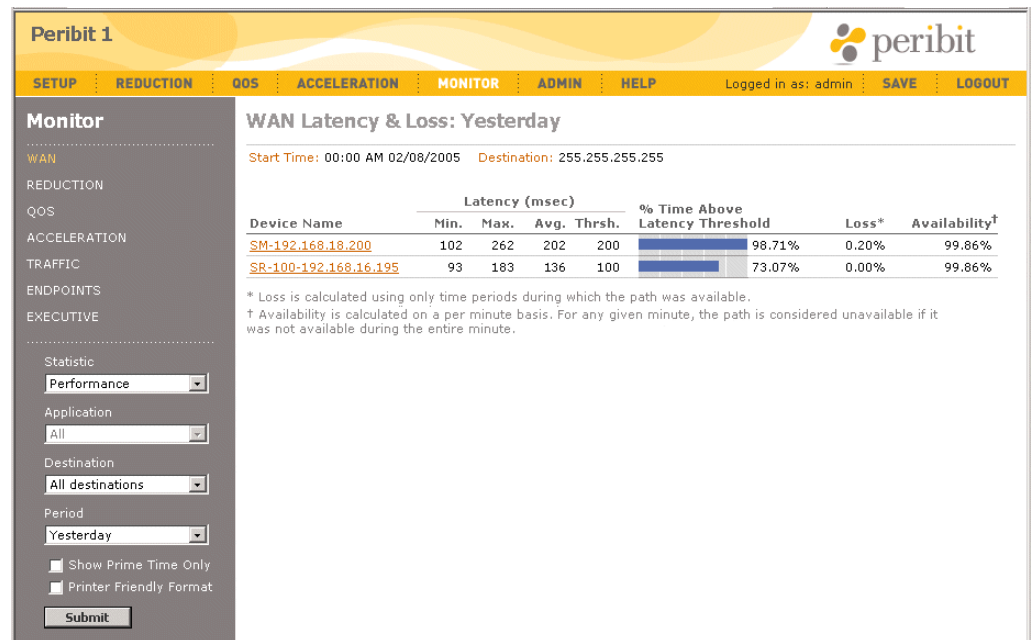 Peribit 1
peribit
SETUP REDUCTION QOS ACCELERATION MONITOR ADMIN HELP Logged in as: admin SAVE LOGOUT
Monitor
WAN
REDUCTION
QOS
ACCELERATION
TRAFFIC
ENDPOINTS
EXECUTIVE
Statistic
Performance
Application
All
Destination
All destinations
Period
Yesterday
Show Prime Time Only
Printer Friendly Format
Submit
WAN Latency & Loss: Yesterday
Start Time: 00:00 AM 02/08/2005 Destination: 255.255.255.255
Latency (msec) % Time Above
Device Name Min. Max. Avg. Thrsh. Latency Threshold Loss* Availability†
SM-192.168.18.200 102 262 202 200 98.71% 0.20% 99.86%
SR-100-192.168.16.195 93 183 136 100 73.07% 0.00% 99.86%
* Loss is calculated using only time periods during which the path was available.
† Availability is calculated on a per minute basis. For any given minute, the path is considered unavailable if it
was not available during the entire minute.